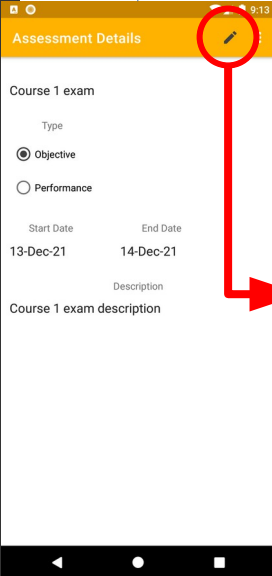 9:13
Assessment Details
Course 1 exam
Type
Objective
Performance
Start Date End Date
13-Dec-21 14-Dec-21
Description
Course 1 exam description